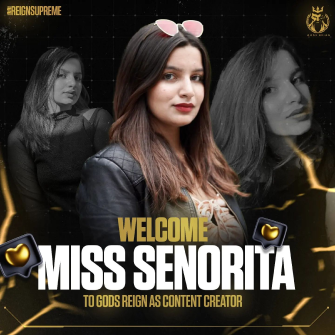 #REIGNSUPREME
WELCOME
MISS SENORITA
TO GODS REIGN AS CONTENT CREATOR